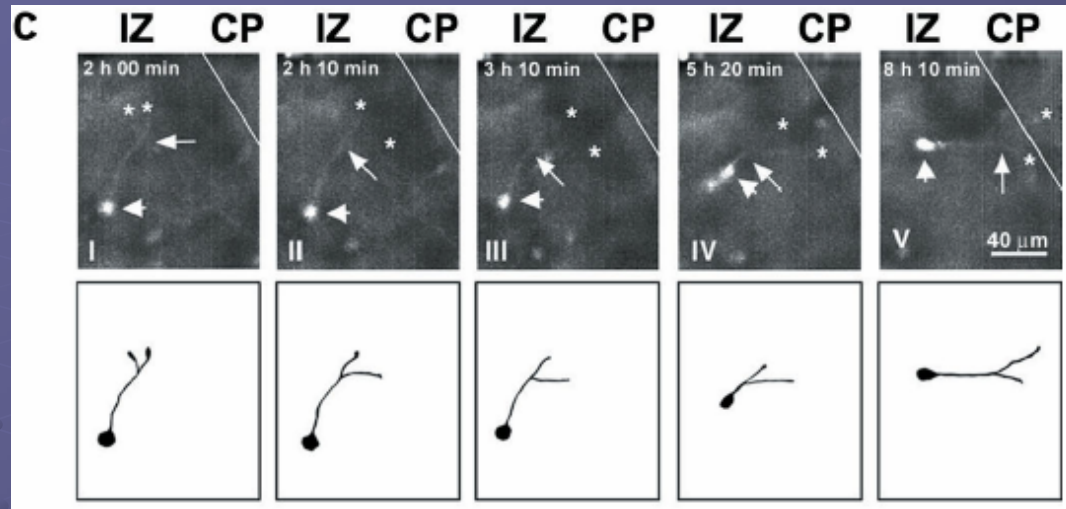 C IZ CP IZ CP IZ CP IZ CP IZ CP
2 h 00 min 2 h 10 min 3 h 10 min 5 h 20 min 8 h 10 min
* * * * * * * * * *
I II III IV V 40 µm